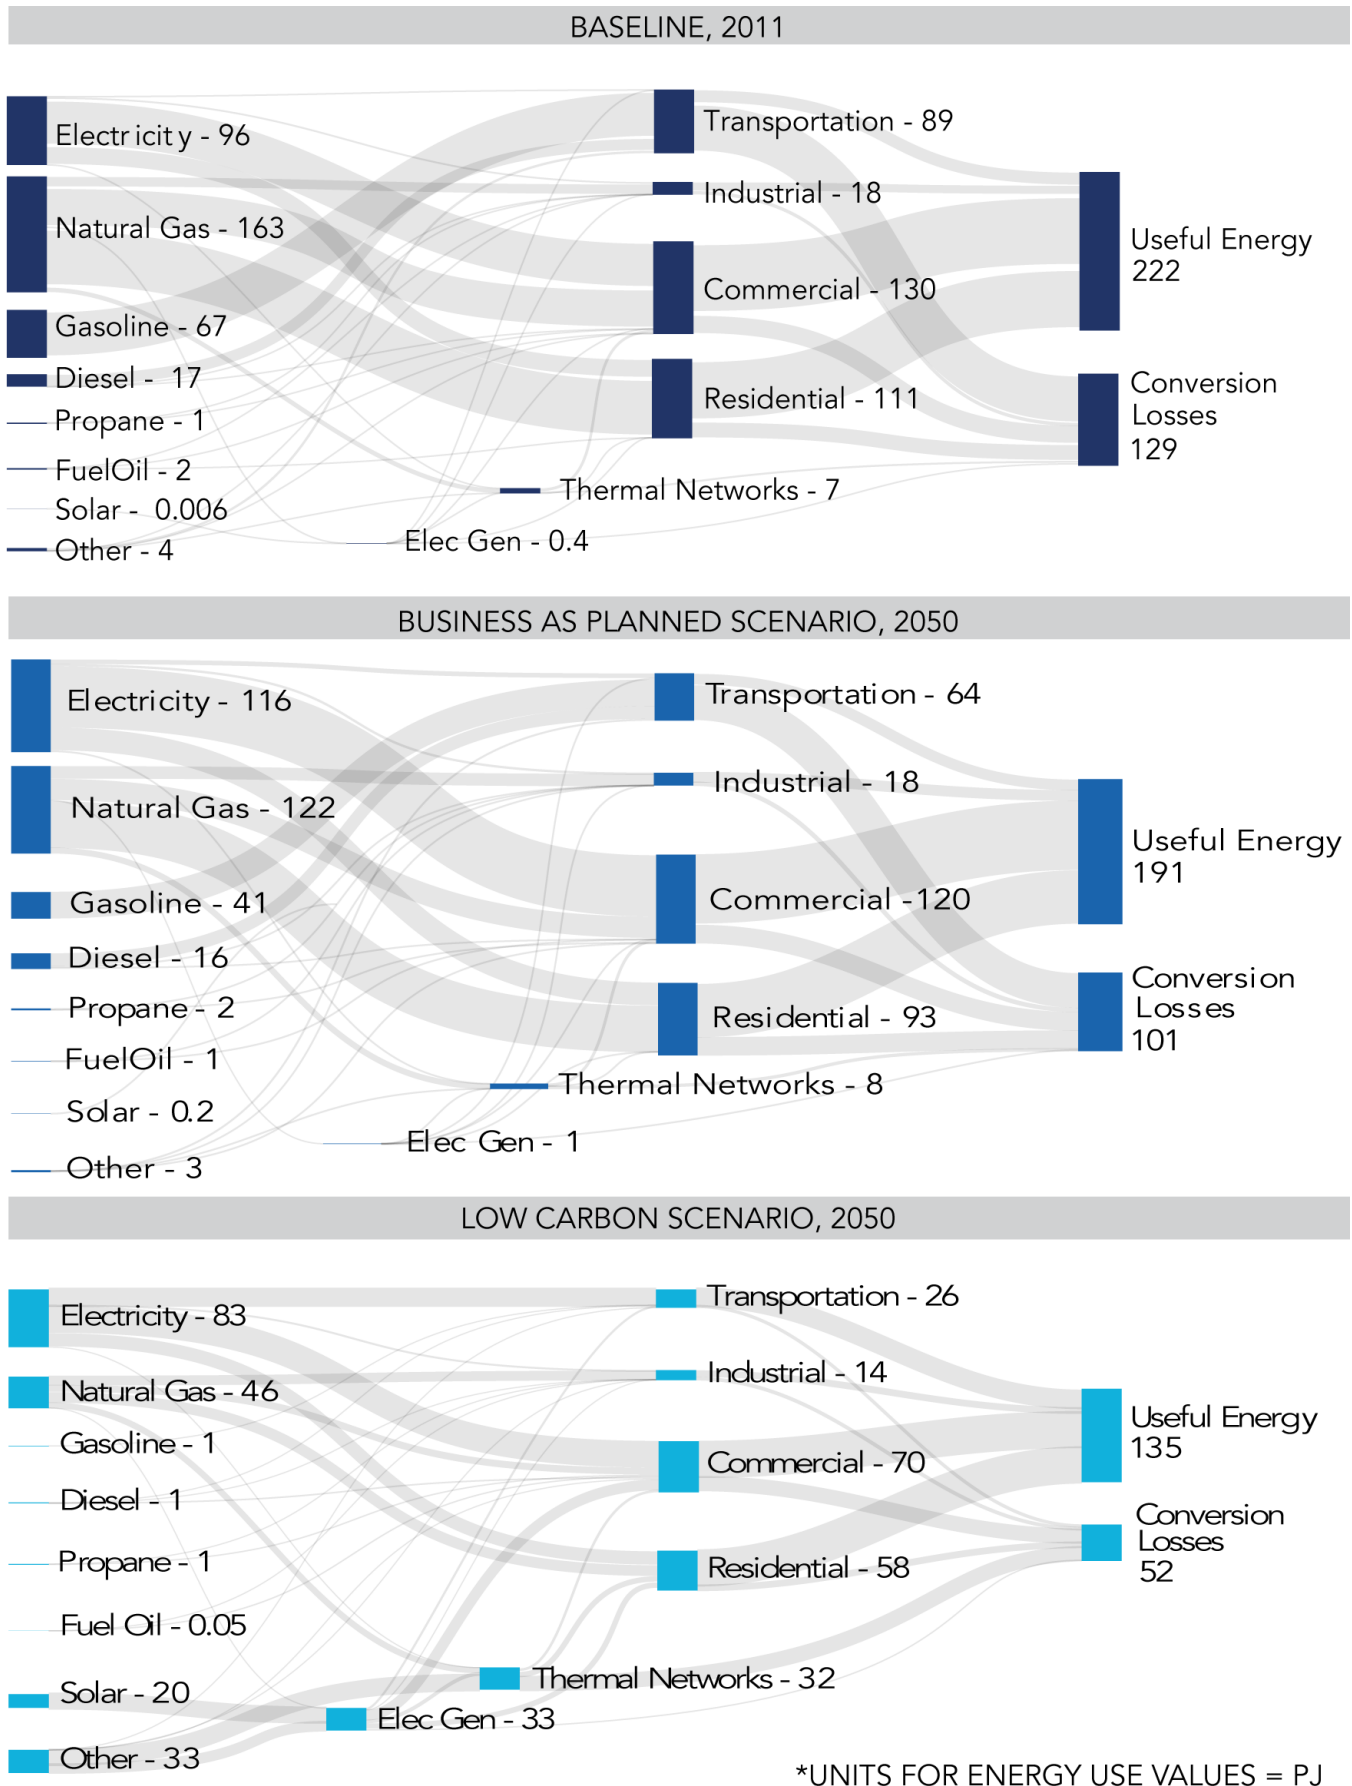 BASELINE, 2011
Electricity - 96
Natural Gas - 163
Gasoline - 67
Diesel - 17
Propane - 1
FuelOil - 2
Solar - 0.006
Other - 4
Elec Gen - 0.4
Thermal Networks - 7
Transportation - 89
Industrial - 18
Commercial - 130
Residential - 111
Useful Energy
222
Conversion
Losses
129
BUSINESS AS PLANNED SCENARIO, 2050
Electricity - 116
Natural Gas - 122
Gasoline - 41
Diesel - 16
Propane - 2
FuelOil - 1
Solar - 0.2
Other - 3
Elec Gen - 1
Thermal Networks - 8
Transportation - 64
Industrial - 18
Commercial -120
Residential - 93
Useful Energy
191
Conversion
Losses
101
LOW CARBON SCENARIO, 2050
Electricity - 83
Natural Gas - 46
Gasoline - 1
Diesel - 1
Propane - 1
Fuel Oil - 0.05
Solar - 20
Other - 33
Elec Gen - 33
Thermal Networks - 32
Transportation - 26
Industrial - 14
Commercial - 70
Residential - 58
Useful Energy
135
Conversion
Losses
52
*UNITS FOR ENERGY USE VALUES = PJ